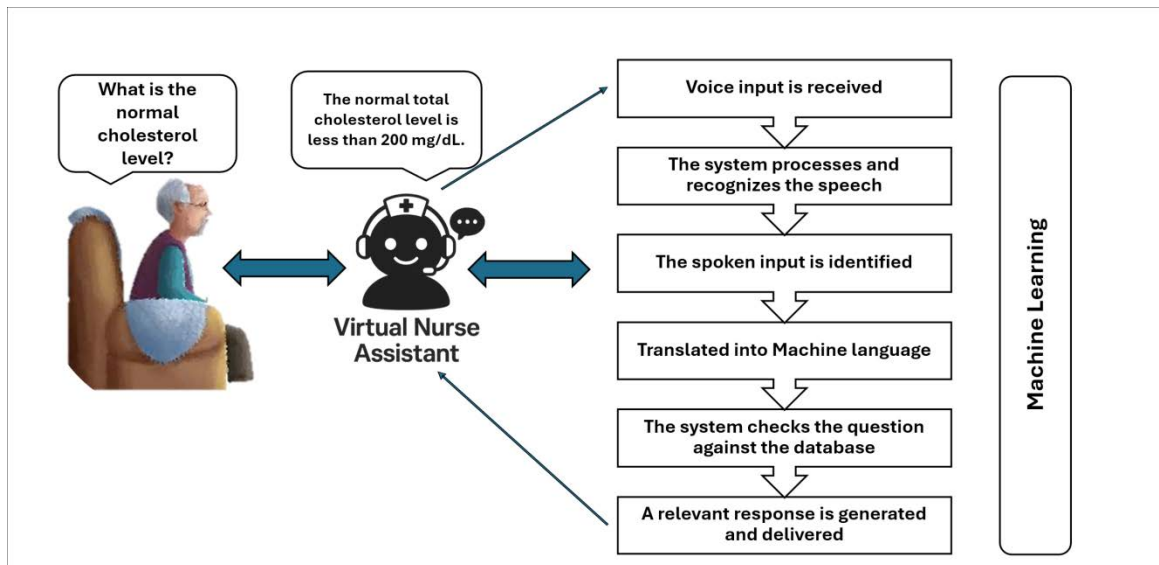 What is the
normal
cholesterol
level?
The normal total
cholesterol level is
less than 200 mg/dL.
Virtual Nurse
Assistant
Voice input is received
The system processes and
recognizes the speech
The spoken input is identified
Translated into Machine language
The system checks the question
against the database
A relevant response is generated
and delivered
Machine Learning